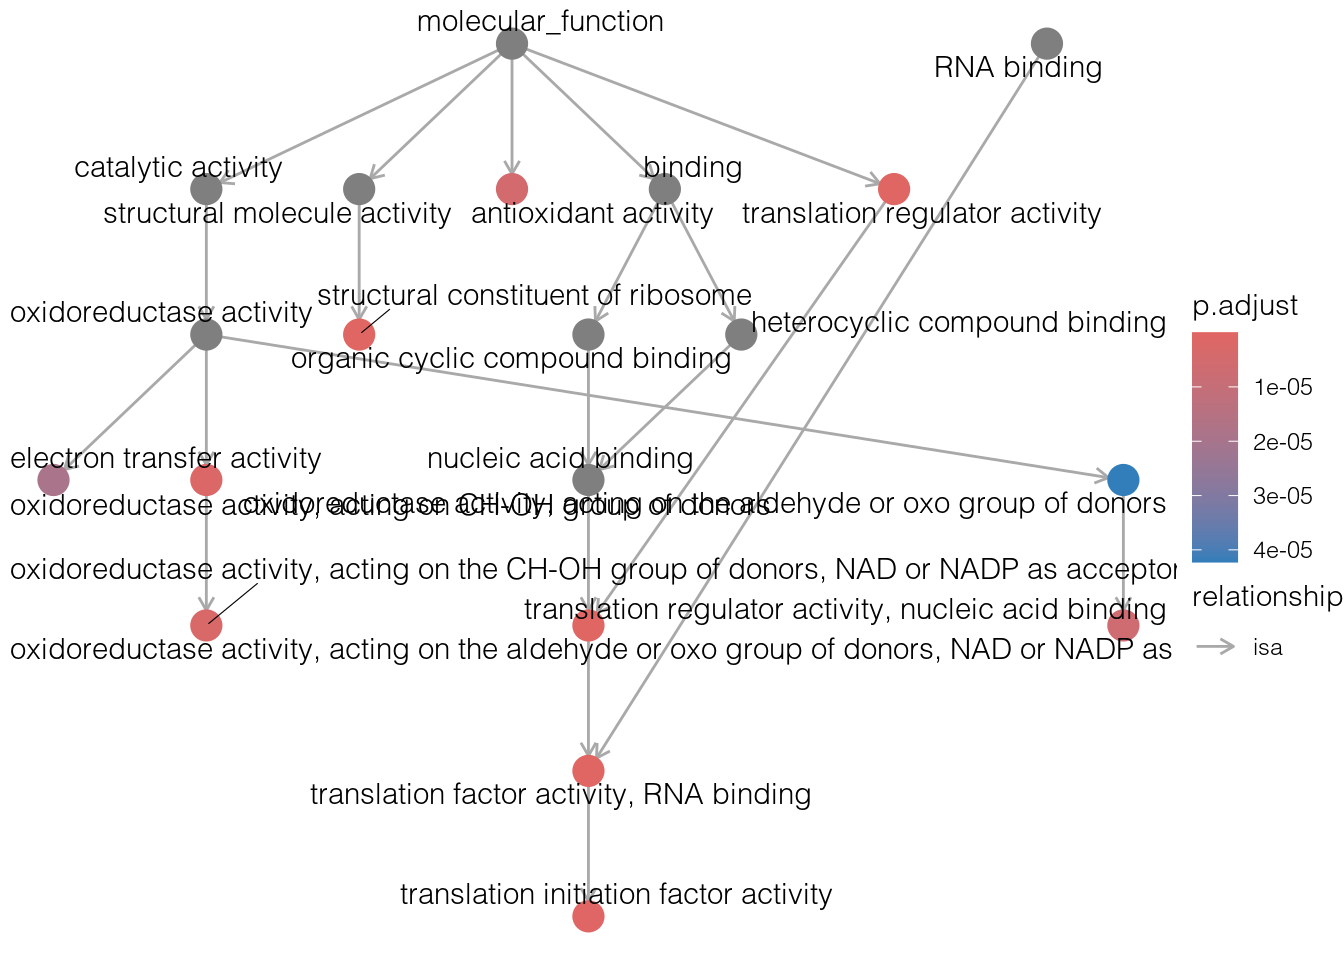 molecular_function
RNA binding
catalytic activity
binding
structural molecule activity
antioxidant activity
translation regulator activity
structural constituent of ribosome
oxidoreductase activity
heterocyclic compound binding
organic cyclic compound binding
electron transfer activity
nucleic acid binding
oxidoreductase activity, acting on CH-OH group of donors
oxidoreductase activity, acting on the aldehyde or oxo group of donors
oxidoreductase activity, acting on the CH-OH group of donors, NAD or NADP as acceptor
translation regulator activity, nucleic acid binding
oxidoreductase activity, acting on the aldehyde or oxo group of donors, NAD or NADP as
translation factor activity, RNA binding
translation initiation factor activity
p.adjust
1e-05
2e-05
3e-05
4e-05
relationship
isa